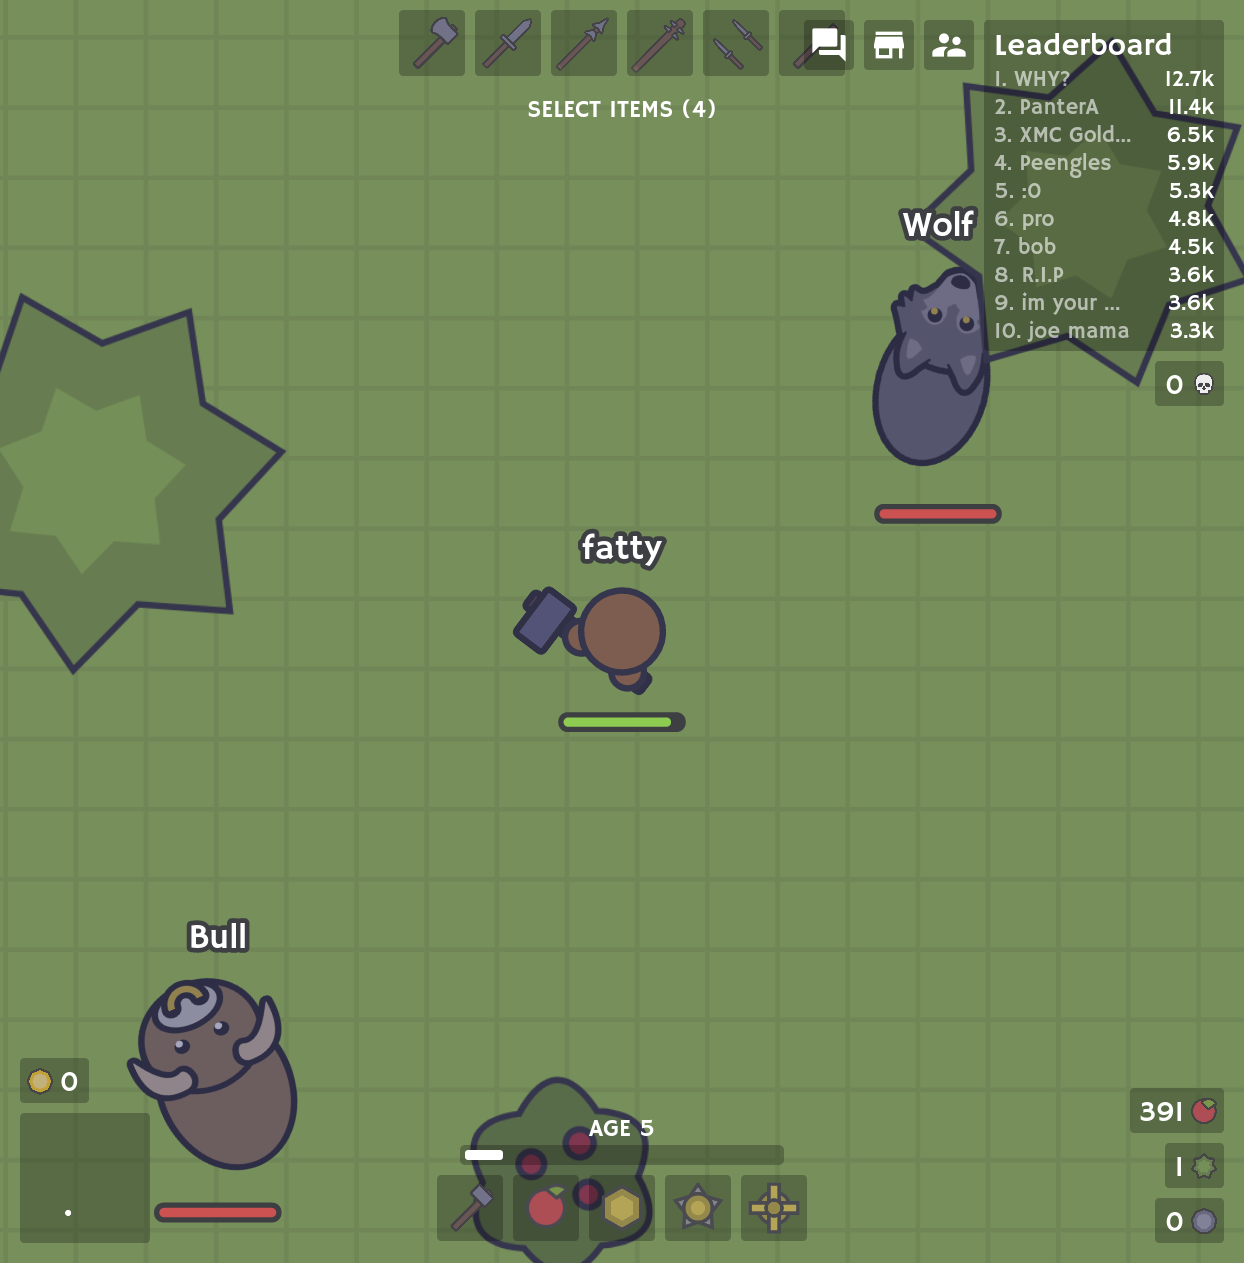 SELECT ITEMS (4)
Leaderboard
1. WHY? 12.7k
2. PanterA 11.4k
3. XMC Gold... 6.5k
4. Peengles 5.9k
5. :O 5.3k
6. pro 4.8k
7. bob 4.5k
8. R.I.P 3.6k
9. im your ... 3.6k
10. joe mama 3.3k
0
Wolf
fatty
Bull
0
AGE 5
391
1
0